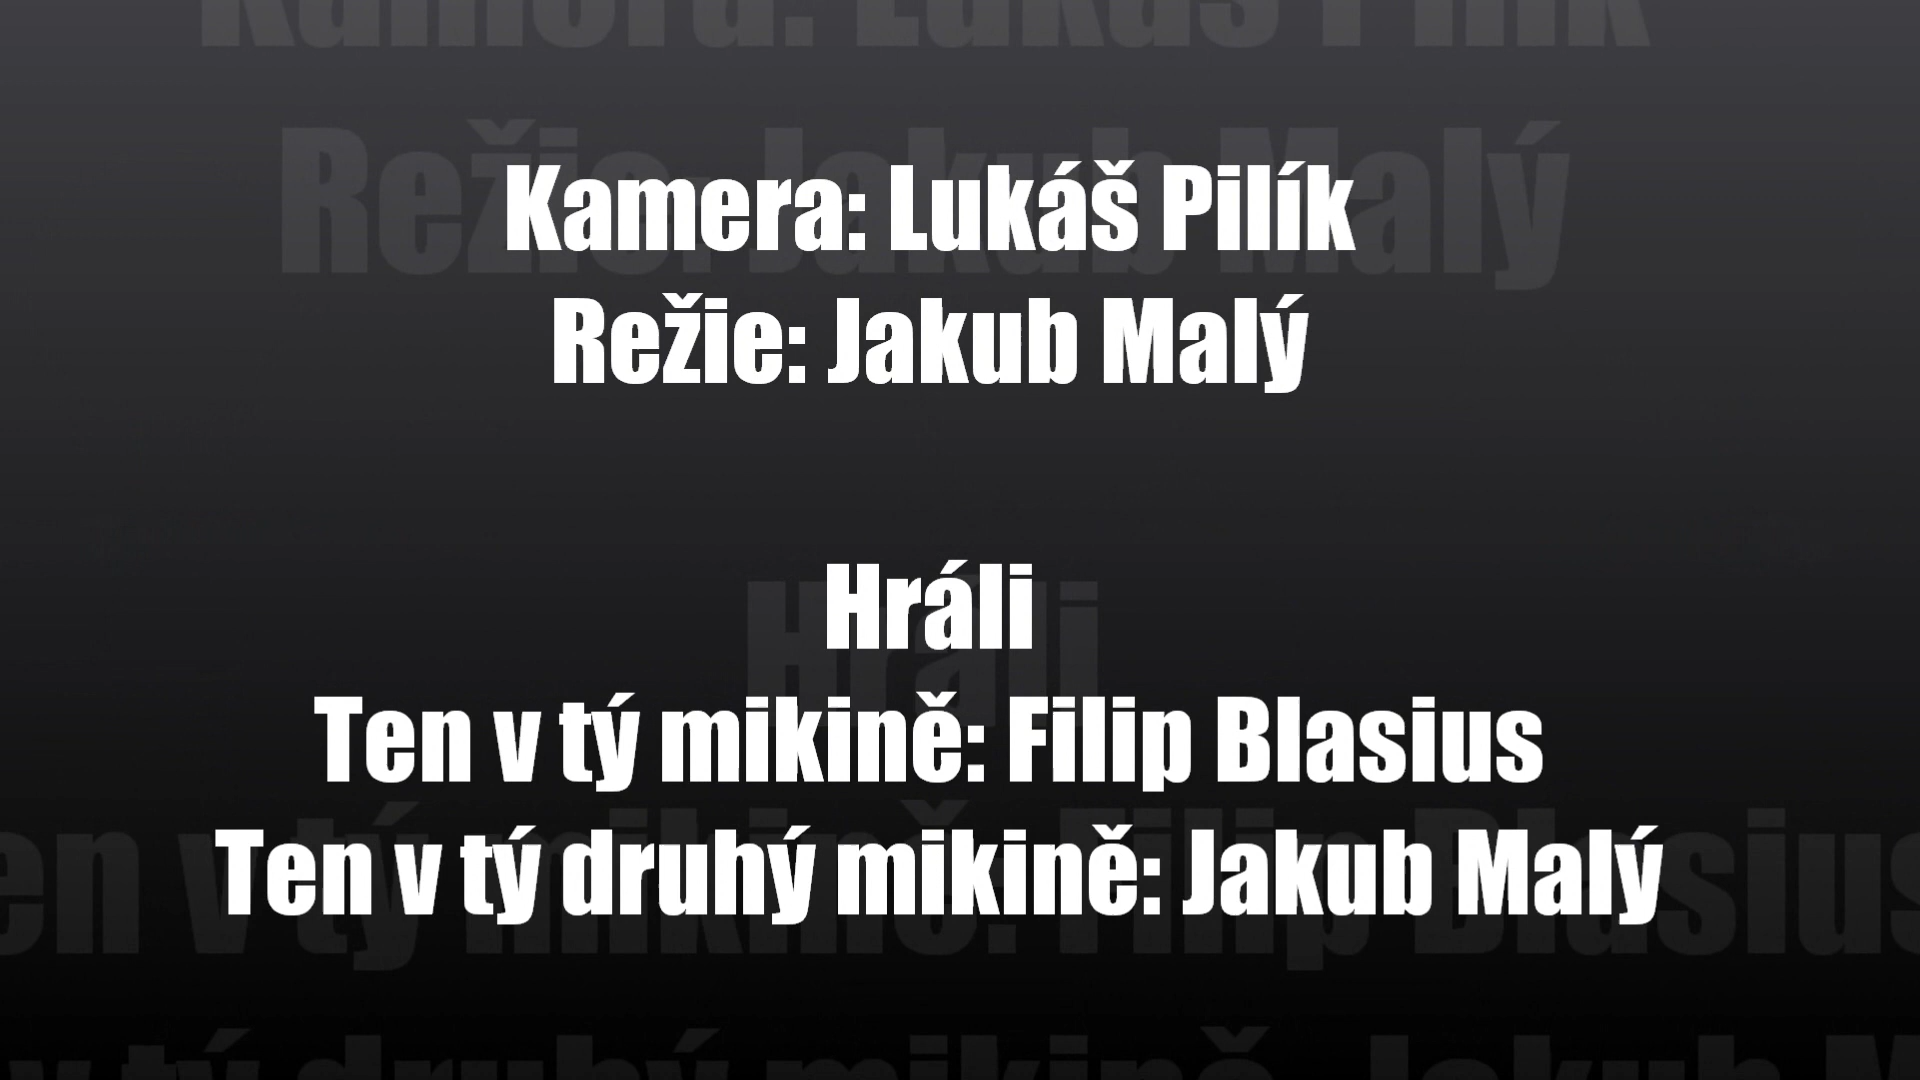 Kamera: Lukáš Pilík
Režie: Jakub Malý
Hráli
Ten v tý mikině: Filip Blasius
Ten v tý druhý mikině: Jakub Malý